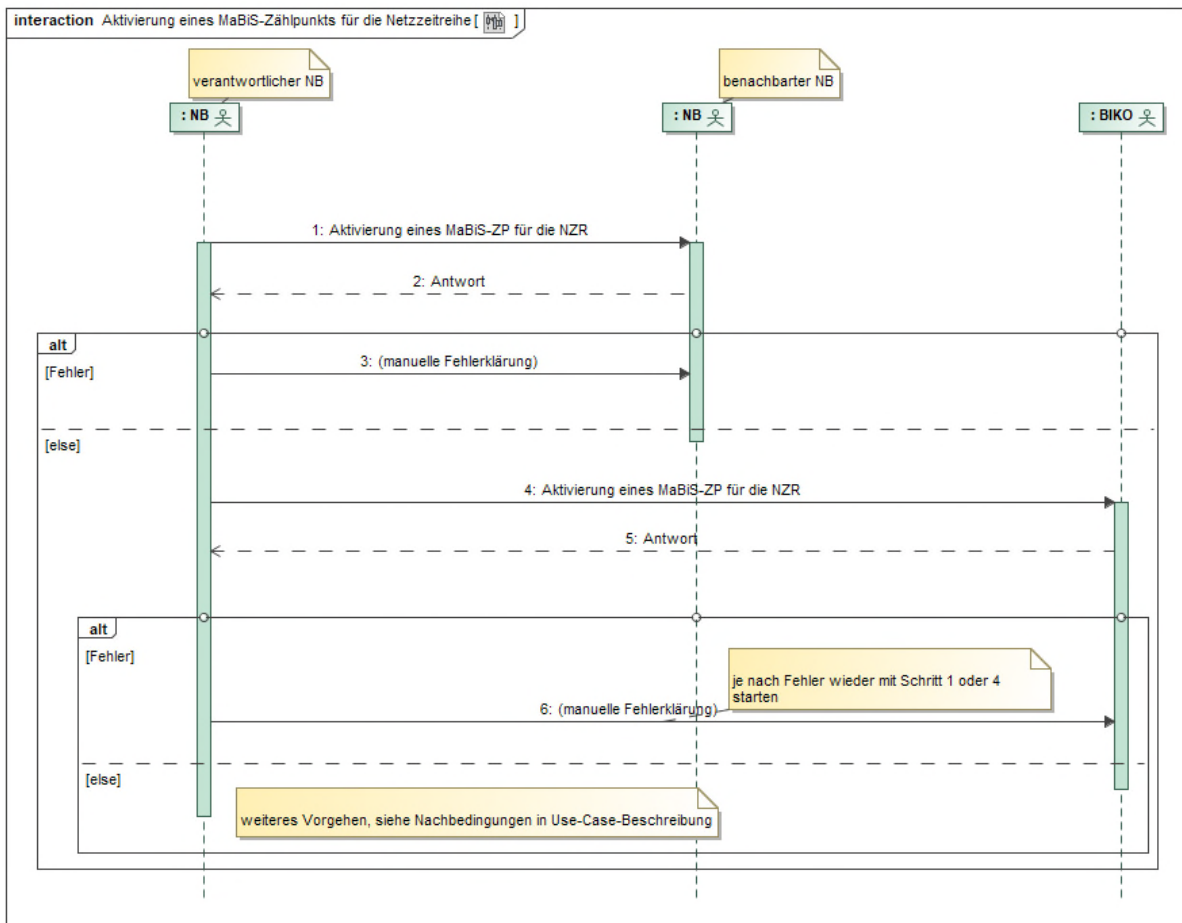 interaction Aktivierung eines MaBiS-Zählpunkts für die Netzzeitreihe [ ]
verantwortlicher NB
benachbarter NB
: NB
: NB
: BIKO
1: Aktivierung eines MaBiS-ZP für die NZR
2: Antwort
alt
3: (manuelle Fehlerklärung)
[Fehler]
[else]
4: Aktivierung eines MaBiS-ZP für die NZR
5: Antwort
alt
[Fehler]
je nach Fehler wieder mit Schritt 1 oder 4
starten
6: (manuelle Fehlerklärung)
[else]
weiteres Vorgehen, siehe Nachbedingungen in Use-Case-Beschreibung